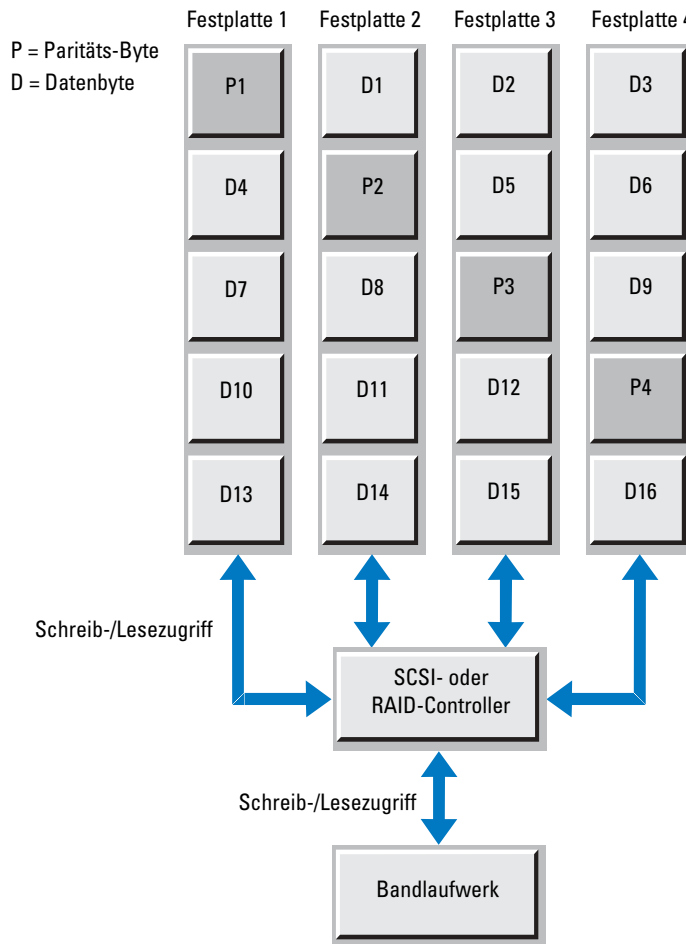 Festplatte 1 Festplatte 2 Festplatte 3 Festplatte 4
P = Paritäts-Byte
D = Datenbyte
P1 D1 D2 D3
D4 P2 D5 D6
D7 D8 P3 D9
D10 D11 D12 P4
D13 D14 D15 D16
Schreib-/Lesezugriff
SCSI- oder
RAID-Controller
Schreib-/Lesezugriff
Bandlaufwerk